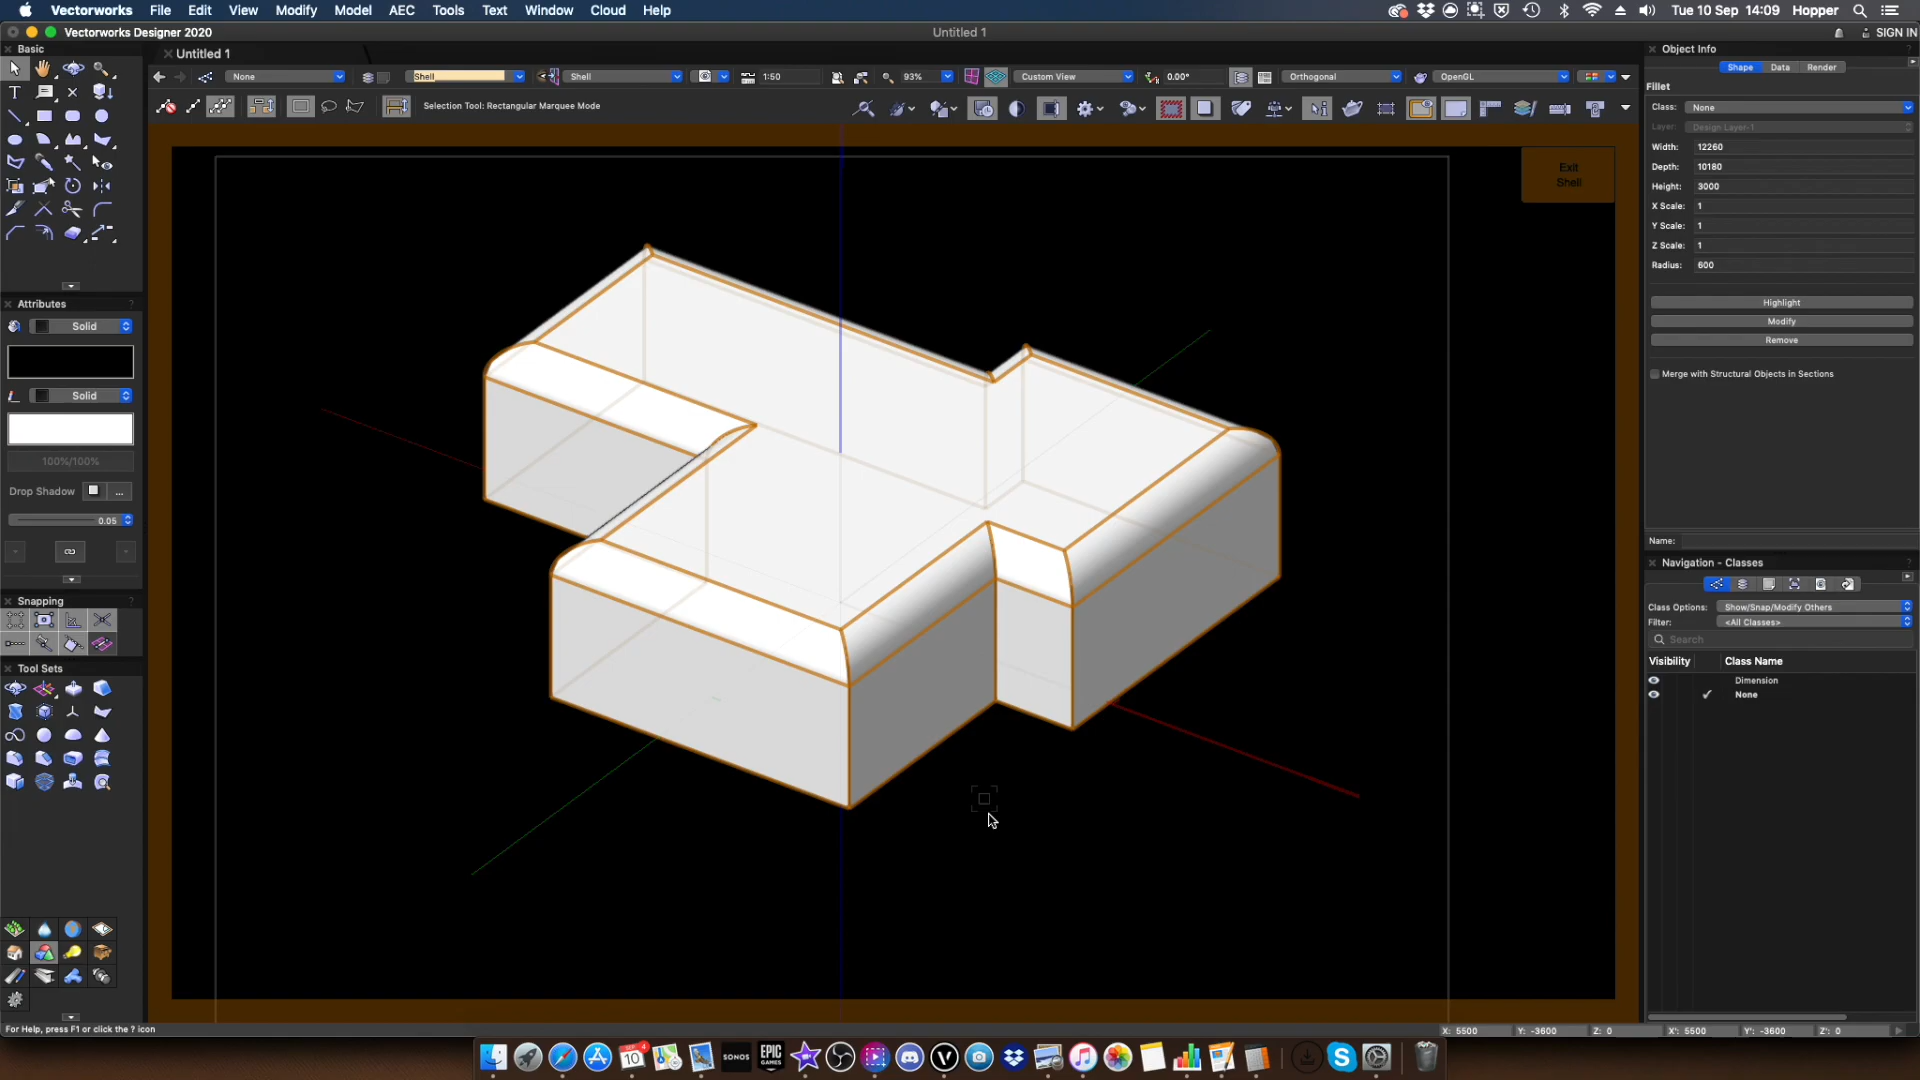 Vectorworks File Edit View Modify Model AEC Tools Text Window Cloud Help Tue 10 Sep 14:09 Hopper
Vectorworks Designer 2020 Untitled 1 SIGN IN
Basic Untitled 1 Object Info
None Shell Shell 1:50 93% Custom View 0.00° Orthogonal OpenGL
Shape Data Render
Selection Tool: Rectangular Marquee Mode
Fillet
Class: None
Layer: Design Layer-1
Width: 12260
Depth: 10180
Height: 3000
X Scale: 1
Y Scale: 1
Z Scale: 1
Radius: 600
Highlight
Modify
Remove
Merge with Structural Objects in Sections
Exit
Shell
Attributes
Solid
Solid
100%/100%
Drop Shadow ...
0.05
Name:
Navigation - Classes
Class Options: Show/Snap/Modify Others
Filter: <All Classes>
Search
Visibility Class Name
Dimension
None
Snapping
Tool Sets
For Help, press F1 or click the ? icon
X: 5500 Y: -3600 Z: 0 X': 5500 Y': -3600 Z': 0
10 SONOS EPIC GAMES